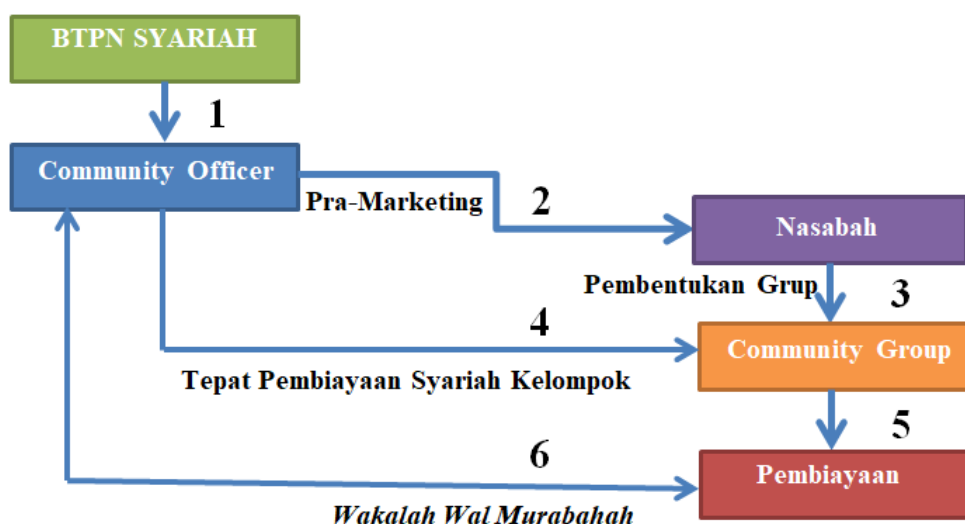 BTPN SYARIAH
1
Community Officer
Pra-Marketing
2
Nasabah
Pembentukan Grup
3
4
Community Group
Tepat Pembiayaan Syariah Kelompok
5
6
Pembiayaan
Wakalah Wal Murabahah